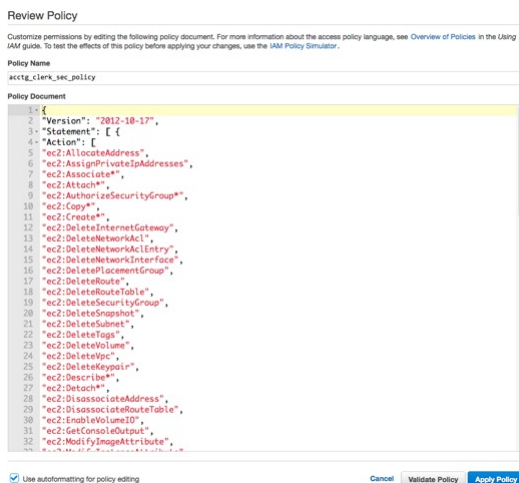 Review Policy
Customize permissions by editing the following policy document. For more information about the access policy language, see Overview of Policies in the Using
IAM guide. To test the effects of this policy before applying your changes, use the IAM Policy Simulator.
Policy Name
acctg_clerk_sec_policy
Policy Document
1 {
2 "Version": "2012-10-17",
3 "Statement": [ {
4 "Action": [
5 "ec2:AllocateAddress",
6 "ec2:AssignPrivateIpAddresses",
7 "ec2:Associate*",
8 "ec2:Attach*",
9 "ec2:AuthorizeSecurityGroup*",
10 "ec2:Copy*",
11 "ec2:Create*",
12 "ec2:DeleteInternetGateway",
13 "ec2:DeleteNetworkAcl",
14 "ec2:DeleteNetworkAclEntry",
15 "ec2:DeleteNetworkInterface",
16 "ec2:DeletePlacementGroup",
17 "ec2:DeleteRoute",
18 "ec2:DeleteRouteTable",
19 "ec2:DeleteSecurityGroup",
20 "ec2:DeleteSnapshot",
21 "ec2:DeleteSubnet",
22 "ec2:DeleteTags",
23 "ec2:DeleteVolume",
24 "ec2:DeleteVpc",
25 "ec2:DeleteKeypair",
26 "ec2:Describe*",
27 "ec2:Detach*",
28 "ec2:DisassociateAddress",
29 "ec2:DisassociateRouteTable",
30 "ec2:EnableVolumeIO",
31 "ec2:GetConsoleOutput",
32 "ec2:ModifyImageAttribute",
Use autoformatting for policy editing
Cancel Validate Policy Apply Policy